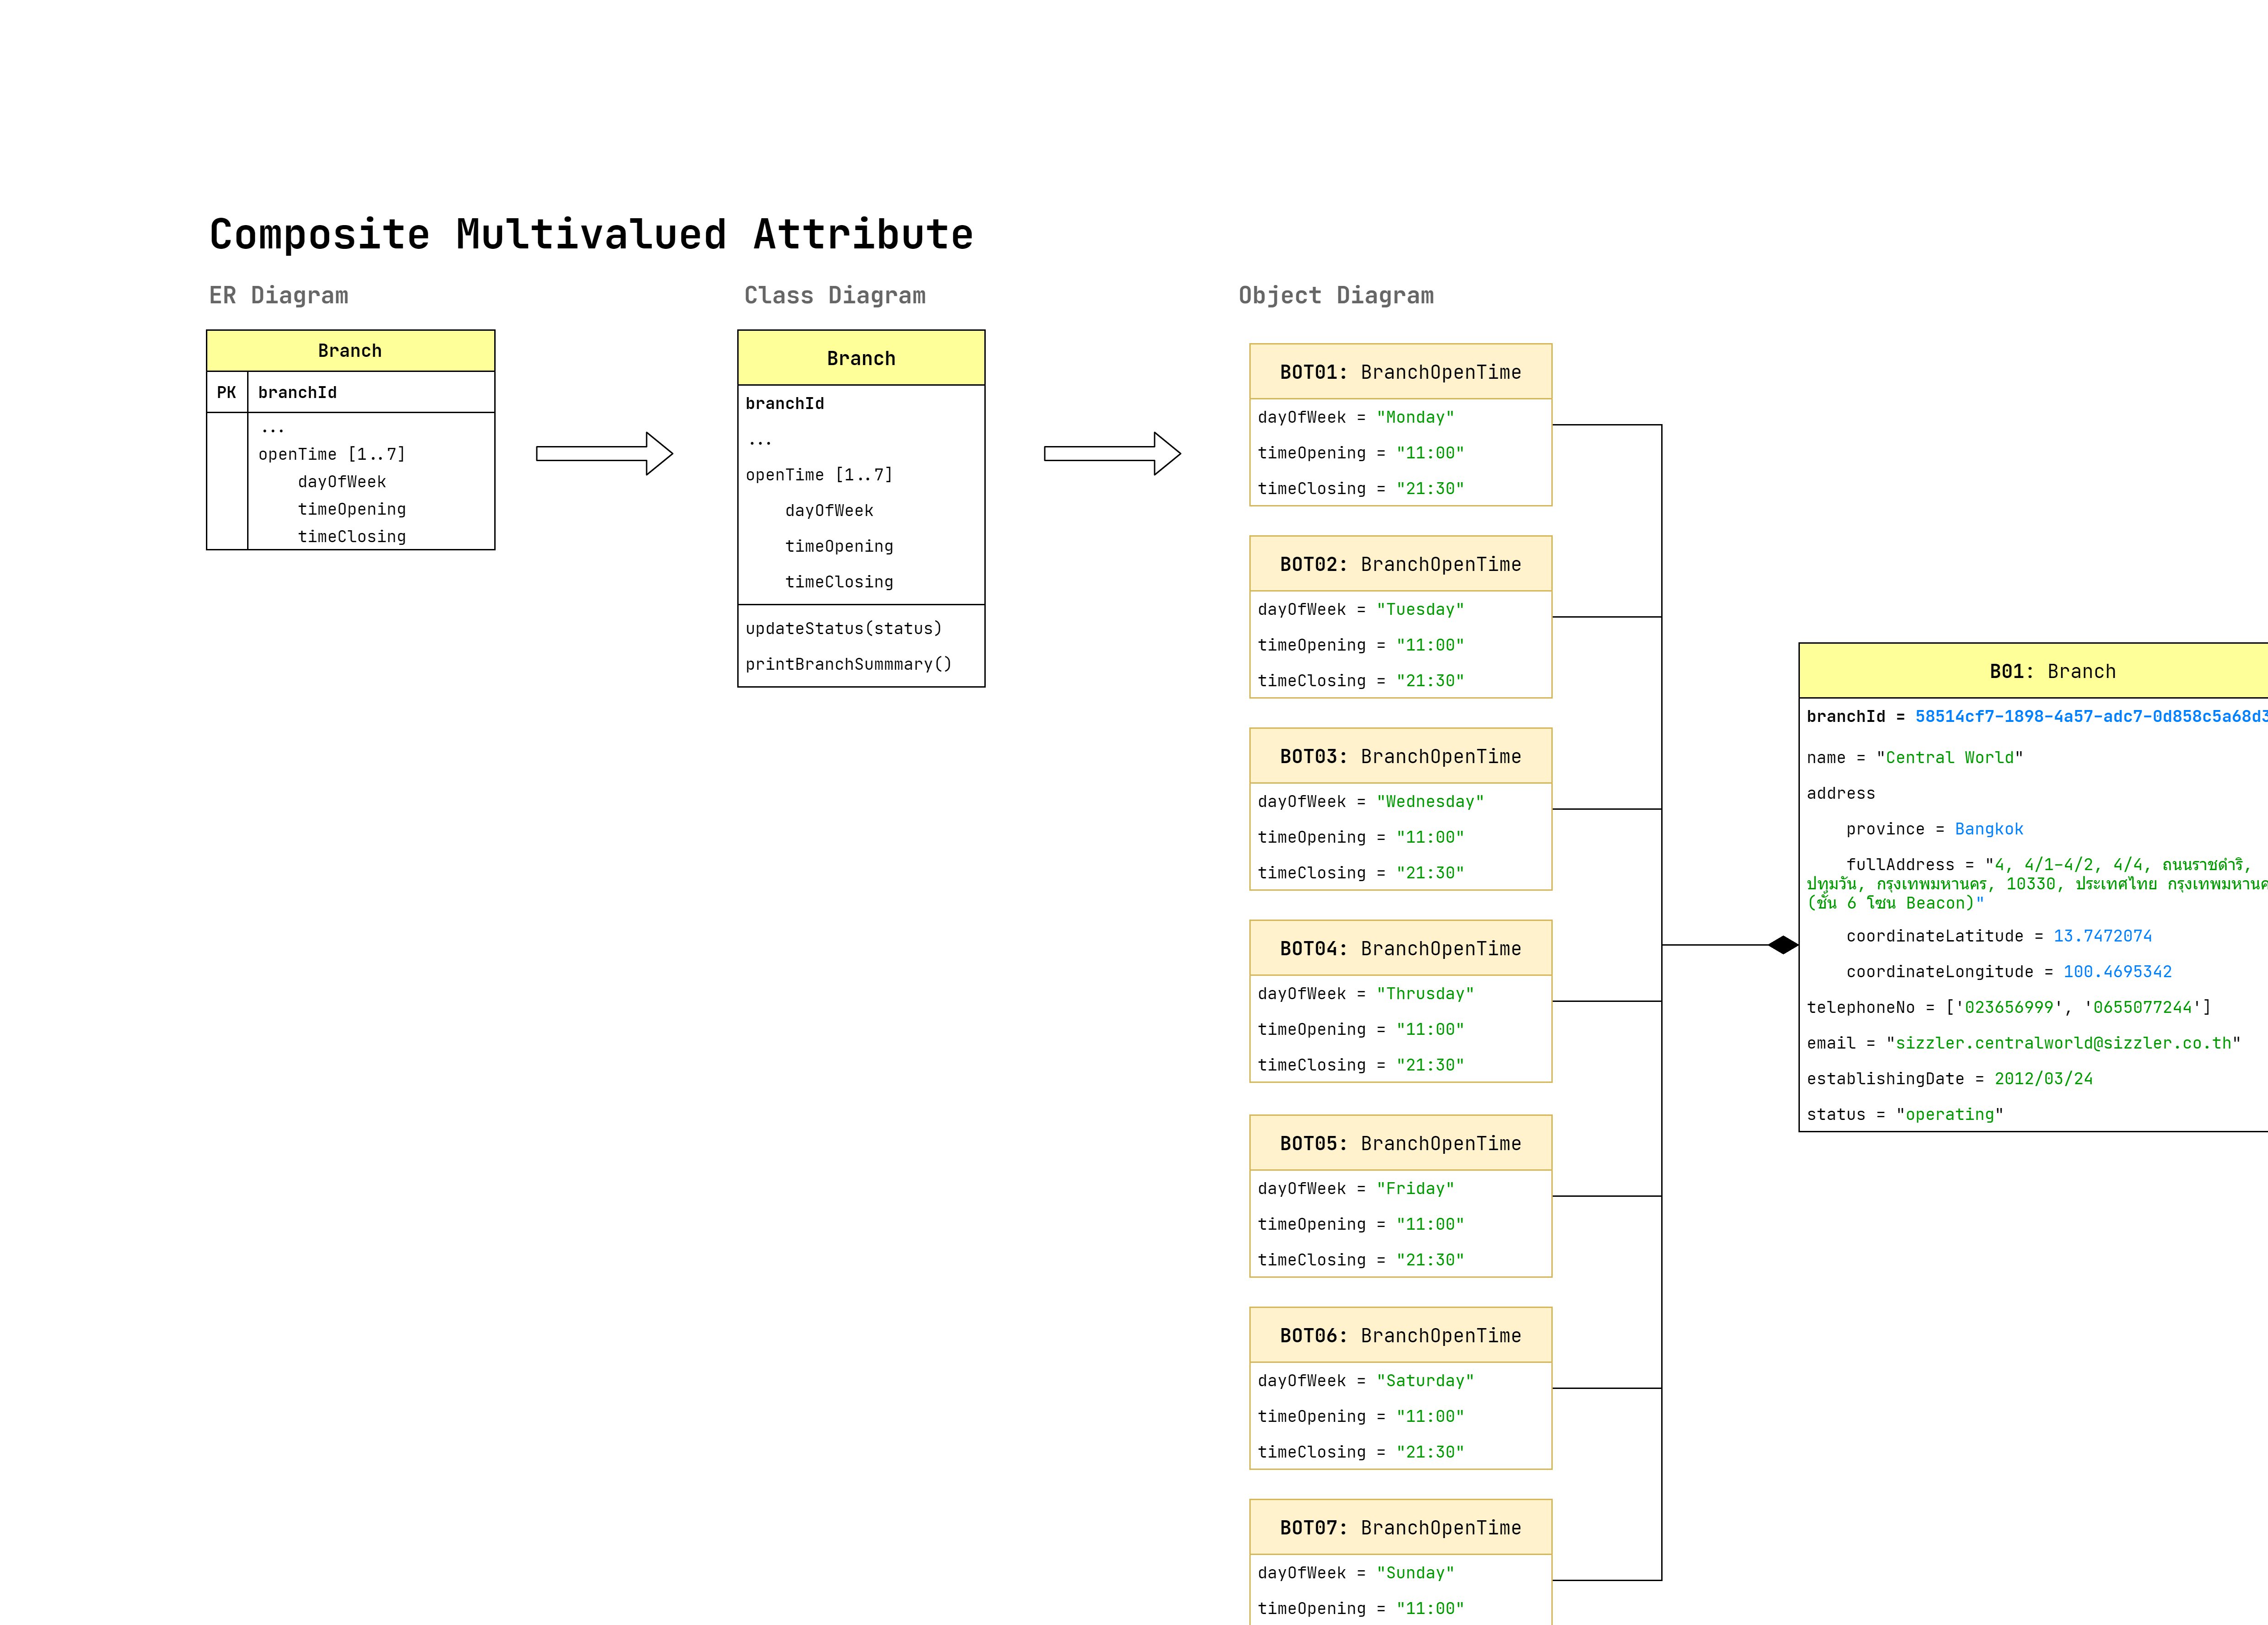 Composite Multivalued Attribute
ER Diagram
Branch
PK branchId
...
openTime [1..7]
dayOfWeek
timeOpening
timeClosing
Class Diagram
Branch
branchId
...
openTime [1..7]
dayOfWeek
timeOpening
timeClosing
updateStatus(status)
printBranchSummmary()
Object Diagram
BOT01: BranchOpenTime
dayOfWeek = "Monday"
timeOpening = "11:00"
timeClosing = "21:30"
BOT02: BranchOpenTime
dayOfWeek = "Tuesday"
timeOpening = "11:00"
timeClosing = "21:30"
BOT03: BranchOpenTime
dayOfWeek = "Wednesday"
timeOpening = "11:00"
timeClosing = "21:30"
BOT04: BranchOpenTime
dayOfWeek = "Thrusday"
timeOpening = "11:00"
timeClosing = "21:30"
BOT05: BranchOpenTime
dayOfWeek = "Friday"
timeOpening = "11:00"
timeClosing = "21:30"
BOT06: BranchOpenTime
dayOfWeek = "Saturday"
timeOpening = "11:00"
timeClosing = "21:30"
BOT07: BranchOpenTime
dayOfWeek = "Sunday"
timeOpening = "11:00"
B01: Branch
branchId = 58514cf7-1898-4a57-adc7-0d858c5a68d3
name = "Central World"
address
province = Bangkok
fullAddress = "4, 4/1-4/2, 4/4, ถนนราชดำริ,
ปทุมวัน, กรุงเทพมหานคร, 10330, ประเทศไทย กรุงเทพมหานค
(ชั้น 6 โซน Beacon)"
coordinateLatitude = 13.7472074
coordinateLongitude = 100.4695342
telephoneNo = ['023656999', '0655077244']
email = "sizzler.centralworld@sizzler.co.th"
establishingDate = 2012/03/24
status = "operating"